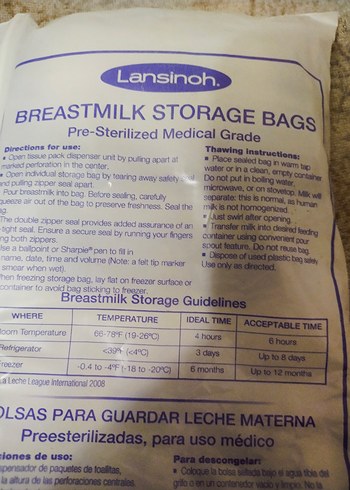 Lansinoh®
BREASTMILK STORAGE BAGS
Pre-Sterilized Medical Grade
Directions for use:
• Open tissue pack dispenser unit by pulling apart at
marked perforation in the center.
• Open individual storage bag by tearing away safety seal
and pulling zipper seal apart.
Pour breastmilk into bag. Before sealing, carefully
squeeze air out of the bag to preserve freshness. Seal the
bag.
The double zipper seal provides added assurance of an
-tight seal. Ensure a secure seal by running your fingers
ng both zippers.
Use a ballpoint or Sharpie® pen to fill in
name, date, time and volume (Note: a felt tip marker
smear when wet).
hen freezing storage bag, lay flat on freezer surface or
container to avoid bag sticking to freezer.
Thawing instructions:
• Place sealed bag in warm tap
water or in a clean, empty container.
Do not put in boiling water,
microwave, or on stovetop. Milk will
separate: this is normal, as human
milk is not homogenized.
• Just swirl after opening.
• Transfer milk into desired feeding
container using convenient pour
spout feature. Do not reuse bag.
• Dispose of used plastic bag safely.
Use only as directed.
Breastmilk Storage Guidelines
WHERE TEMPERATURE IDEAL TIME ACCEPTABLE TIME
Room Temperature 66-78°F (19-26°C) 4 hours 6 hours
Refrigerator <39°F (<4°C) 3 days Up to 8 days
Freezer -0.4 to -4°F (-18 to -20°C) 6 months Up to 12 months
La Leche League International 2008
OLSAS PARA GUARDAR LECHE MATERNA
Preesterilizadas, para uso médico
ciones de uso:
spensador de paquetes de toallitas,
la altura de las perforaciones centrales.
Para descongelar:
• Coloque la bolsa sellada bajo el agua tibia del
grifo o en un contenedor vacío y limpio. No la